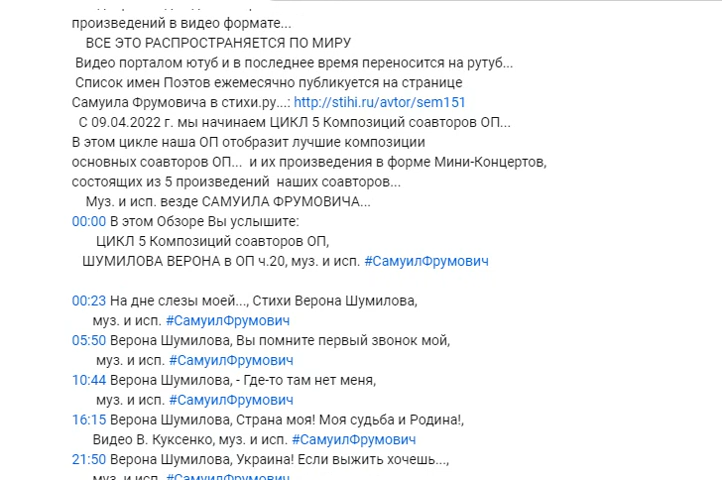 произведений в видео формате...
ВСЕ ЭТО РАСПРОСТРАНЯЕТСЯ ПО МИРУ
Видео порталом ютуб и в последнее время переносится на рутуб...
Список имен Поэтов ежемесячно публикуется на странице
Самуила Фрумовича в стихи.ру...: http://stihi.ru/avtor/sem151
С 09.04.2022 г. мы начинаем ЦИКЛ 5 Композиций соавторов ОП...
В этом цикле наша ОП отобразит лучшие композиции
основных соавторов ОП... и их произведения в форме Мини-Концертов,
состоящих из 5 произведений наших соавторов...
Муз. и исп. везде САМУИЛА ФРУМОВИЧА...
00:00 В этом Обзоре Вы услышите:
ЦИКЛ 5 Композиций соавторов ОП,
ШУМИЛОВА ВЕРОНА в ОП ч.20, муз. и исп. #СамуилФрумович
00:23 На дне слезы моей..., Стихи Верона Шумилова,
муз. и исп. #СамуилФрумович
05:50 Верона Шумилова, Вы помните первый звонок мой,
муз. и исп. #СамуилФрумович
10:44 Верона Шумилова, - Где-то там нет меня,
муз. и исп. #СамуилФрумович
16:15 Верона Шумилова, Страна моя! Моя судьба и Родина!,
Видео В. Куксенко, муз. и исп. #СамуилФрумович
21:50 Верона Шумилова, Украина! Если выжить хочешь...,
муз. и исп. #СамуилФрумович